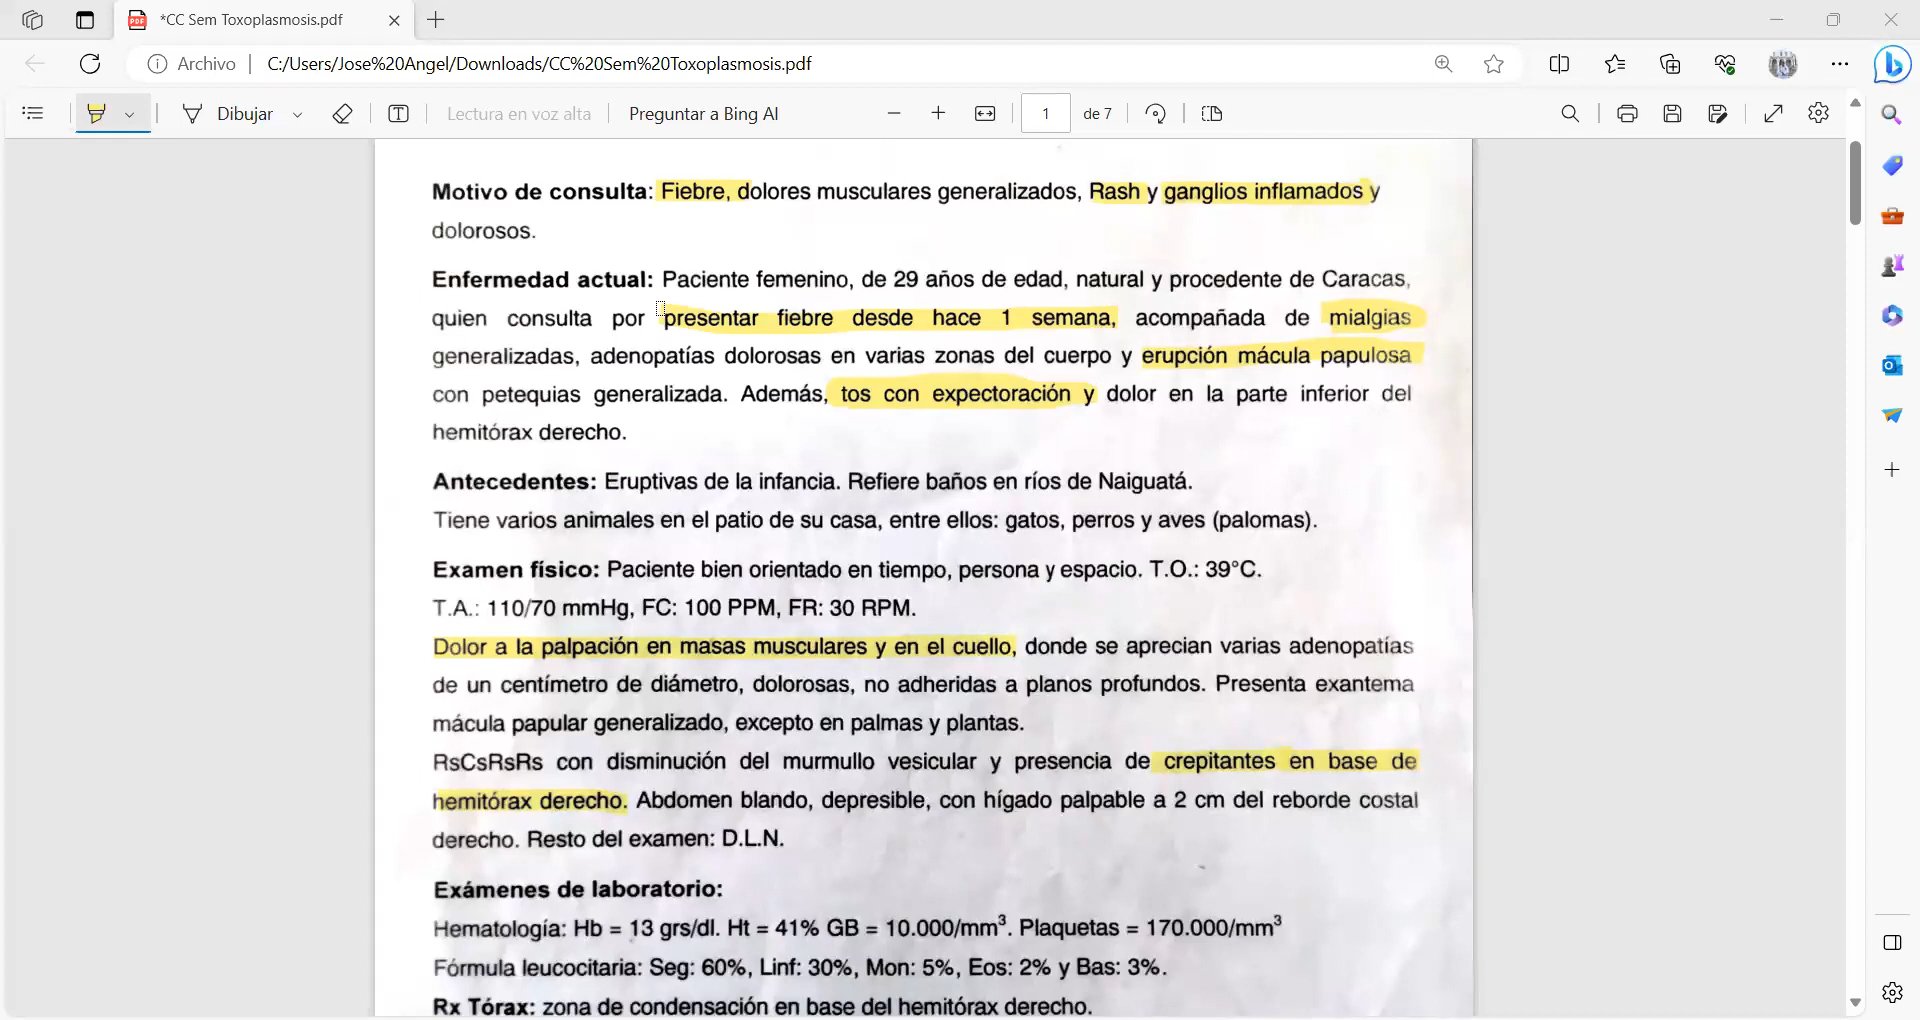 *CC Sem Toxoplasmosis.pdf
Archivo C:/Users/Jose%20Angel/Downloads/CC%20Sem%20Toxoplasmosis.pdf
Dibujar Lectura en voz alta Preguntar a Bing AI 1 de 7
Motivo de consulta: Fiebre, dolores musculares generalizados, Rash y ganglios inflamados y
dolorosos.
Enfermedad actual: Paciente femenino, de 29 años de edad, natural y procedente de Caracas,
quien consulta por presentar fiebre desde hace 1 semana, acompañada de mialgias
generalizadas, adenopatías dolorosas en varias zonas del cuerpo y erupción mácula papulosa
con petequias generalizada. Además, tos con expectoración y dolor en la parte inferior del
hemitórax derecho.
Antecedentes: Eruptivas de la infancia. Refiere baños en ríos de Naiguatá.
Tiene varios animales en el patio de su casa, entre ellos: gatos, perros y aves (palomas).
Examen físico: Paciente bien orientado en tiempo, persona y espacio. T.O.: 39°C.
T.A.: 110/70 mmHg, FC: 100 PPM, FR: 30 RPM.
Dolor a la palpación en masas musculares y en el cuello, donde se aprecian varias adenopatías
de un centímetro de diámetro, dolorosas, no adheridas a planos profundos. Presenta exantema
mácula papular generalizado, excepto en palmas y plantas.
RsCsRsRs con disminución del murmullo vesicular y presencia de crepitantes en base de
hemitórax derecho. Abdomen blando, depresible, con hígado palpable a 2 cm del reborde costal
derecho. Resto del examen: D.L.N.
Exámenes de laboratorio:
Hematología: Hb = 13 grs/dl. Ht = 41% GB = 10.000/mm³. Plaquetas = 170.000/mm³
Fórmula leucocitaria: Seg: 60%, Linf: 30%, Mon: 5%, Eos: 2% y Bas: 3%.
Rx Tórax: zona de condensación en base del hemitórax derecho.